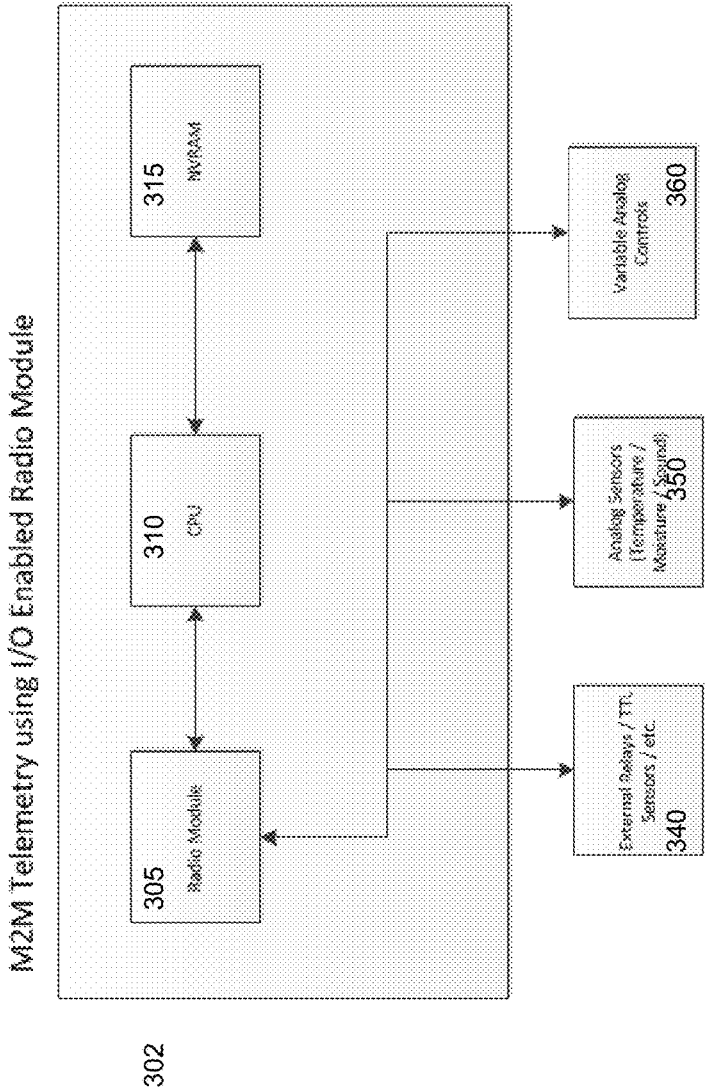 M2M Telemetry using I/O Enabled Radio Module
302
305
Radio Module
310
CPU
315
NVRAM
External Relays / TTL
Sensors / etc.
340
Analog Sensors
(Temperature /
Moisture / Sound)
350
Variable Analog
Controls
360